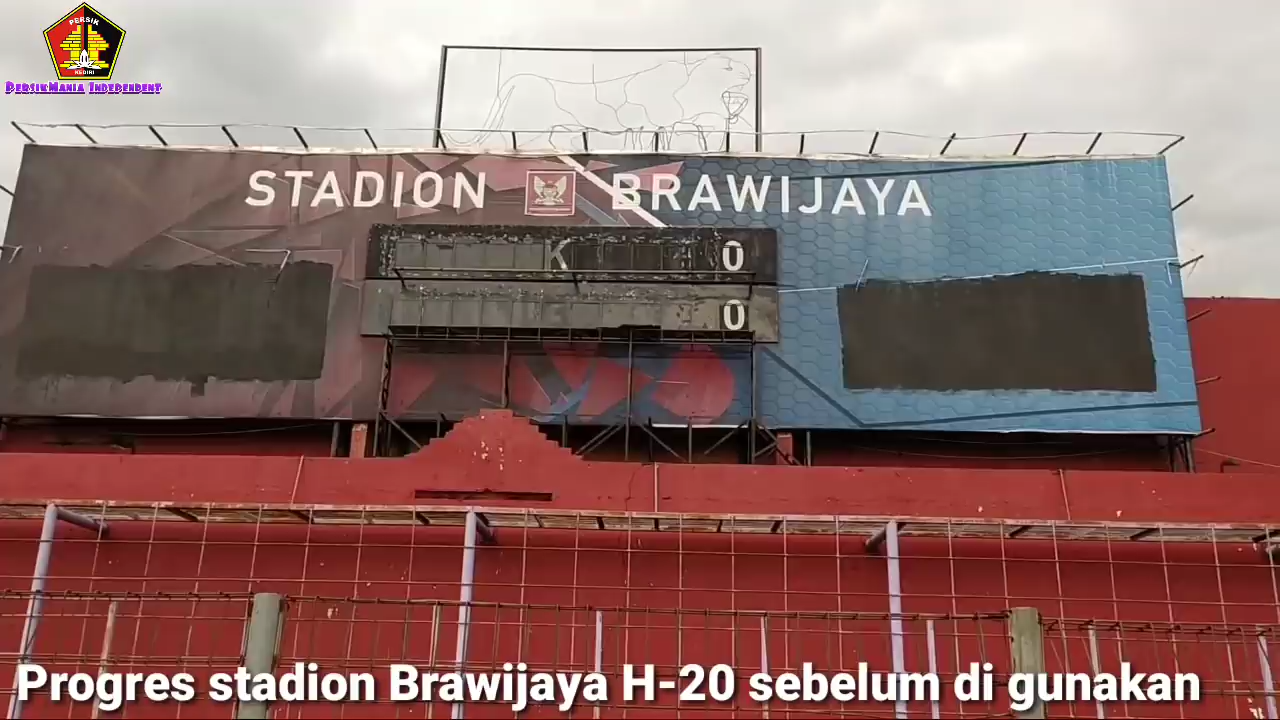 PERSIK
KEDIRI
PERSIKMANIA INDEPENDENT
STADION BRAWIJAYA
K 0
0
Progres stadion Brawijaya H-20 sebelum di gunakan